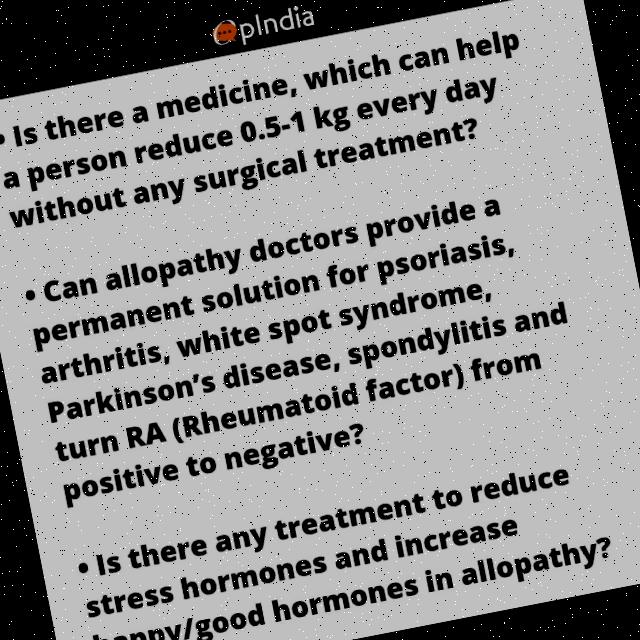 OpIndia
• Is there a medicine, which can help
a person reduce 0.5-1 kg every day
without any surgical treatment?
• Can allopathy doctors provide a
permanent solution for psoriasis,
arthritis, white spot syndrome,
Parkinson's disease, spondylitis and
turn RA (Rheumatoid factor) from
positive to negative?
• Is there any treatment to reduce
stress hormones and increase
happy/good hormones in allopathy?